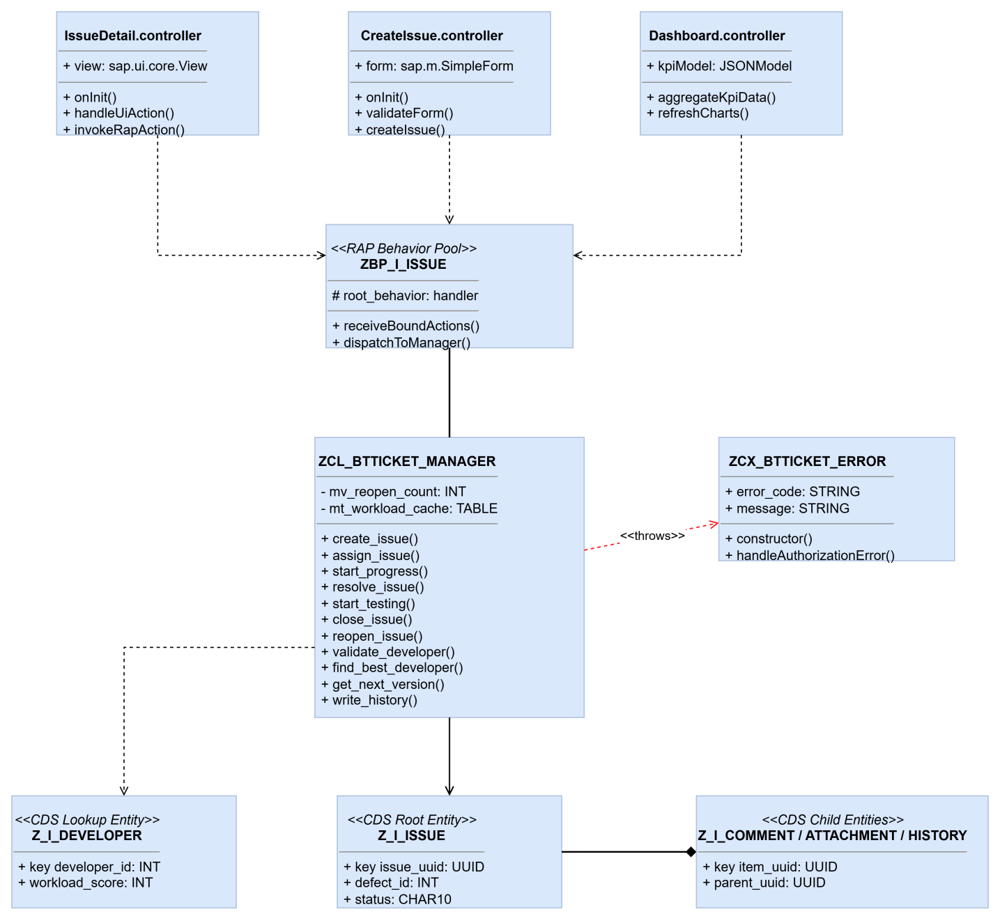 IssueDetail.controller
+ view: sap.ui.core.View
+ onInit()
+ handleUiAction()
+ invokeRapAction()
CreateIssue.controller
+ form: sap.m.SimpleForm
+ onInit()
+ validateForm()
+ createIssue()
Dashboard.controller
+ kpiModel: JSONModel
+ aggregateKpiData()
+ refreshCharts()
<<RAP Behavior Pool>>
ZBP_I_ISSUE
# root_behavior: handler
+ receiveBoundActions()
+ dispatchToManager()
ZCL_BTTICKET_MANAGER
- mv_reopen_count: INT
- mt_workload_cache: TABLE
+ create_issue()
+ assign_issue()
+ start_progress()
+ resolve_issue()
+ start_testing()
+ close_issue()
+ reopen_issue()
+ validate_developer()
+ find_best_developer()
+ get_next_version()
+ write_history()
<<throws>>
ZCX_BTTICKET_ERROR
+ error_code: STRING
+ message: STRING
+ constructor()
+ handleAuthorizationError()
<<CDS Lookup Entity>>
Z_I_DEVELOPER
+ key developer_id: INT
+ workload_score: INT
<<CDS Root Entity>>
Z_I_ISSUE
+ key issue_uuid: UUID
+ defect_id: INT
+ status: CHAR10
<<CDS Child Entities>>
Z_I_COMMENT / ATTACHMENT / HISTORY
+ key item_uuid: UUID
+ parent_uuid: UUID